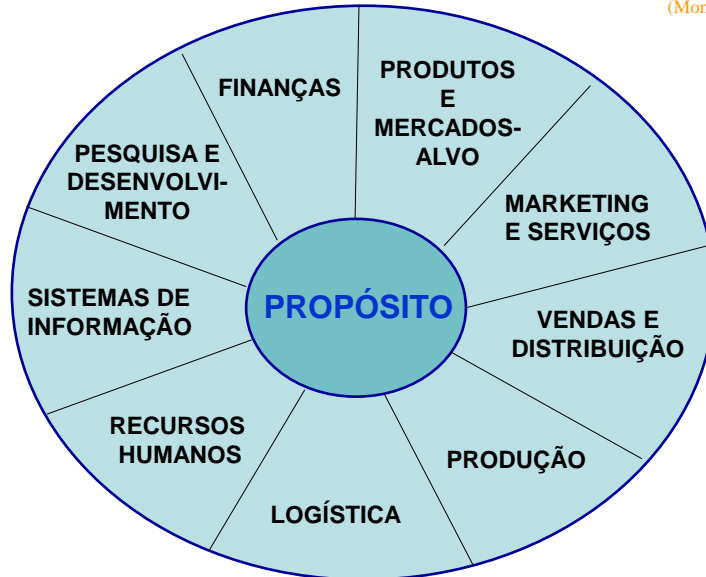 (Mon
FINANÇAS
PRODUTOS
E
MERCADOS-
ALVO
MARKETING
E SERVIÇOS
VENDAS E
DISTRIBUIÇÃO
PRODUÇÃO
LOGÍSTICA
RECURSOS
HUMANOS
SISTEMAS DE
INFORMAÇÃO
PESQUISA E
DESENVOLVI-
MENTO
PROPÓSITO